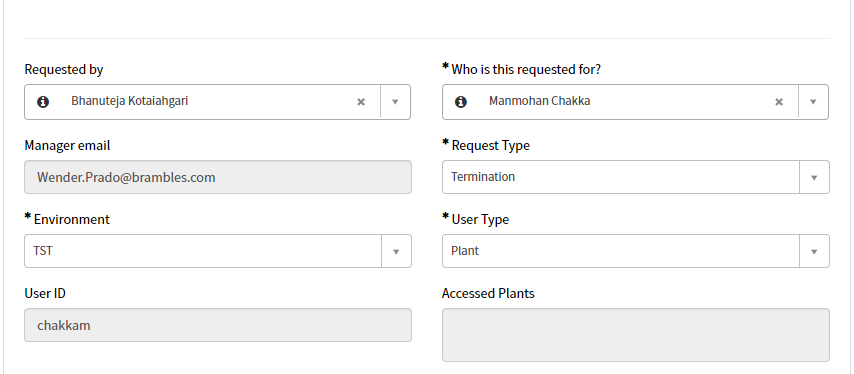 Requested by
* Who is this requested for?
Bhanuteja Kotaiahgari
Manmohan Chakka
Manager email
* Request Type
Wender.Prado@brambles.com
Termination
* Environment
* User Type
TST
Plant
User ID
Accessed Plants
chakkam